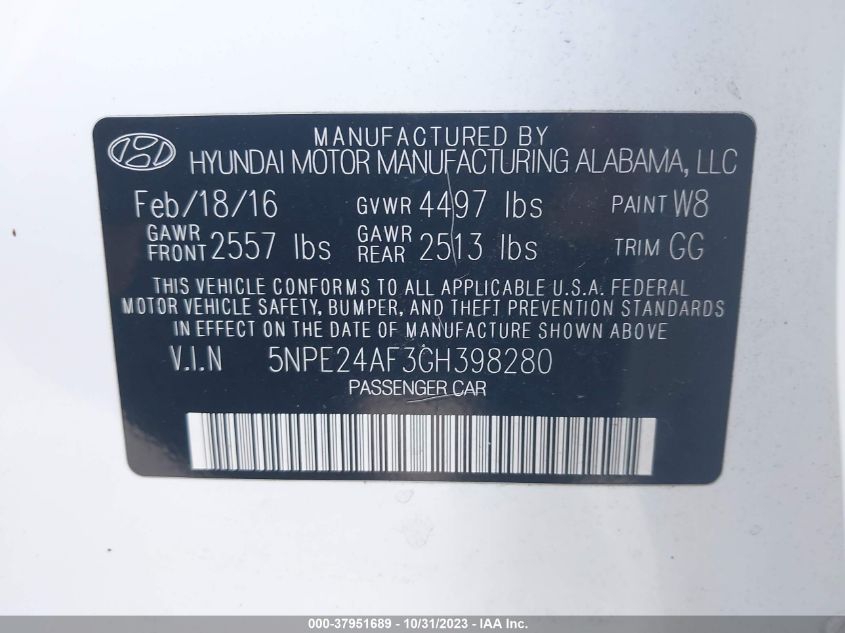 MANUFACTURED BY
HYUNDAI MOTOR MANUFACTURING ALABAMA, LLC
Feb/18/16 GVWR 4497 lbs PAINT W8
GAWR FRONT 2557 lbs GAWR REAR 2513 lbs TRIM GG
THIS VEHICLE CONFORMS TO ALL APPLICABLE U.S.A. FEDERAL
MOTOR VEHICLE SAFETY, BUMPER, AND THEFT PREVENTION STANDARDS
IN EFFECT ON THE DATE OF MANUFACTURE SHOWN ABOVE
V.I.N 5NPE24AF3GH398280
PASSENGER CAR
000-37951689 - 10/31/2023 - IAA Inc.